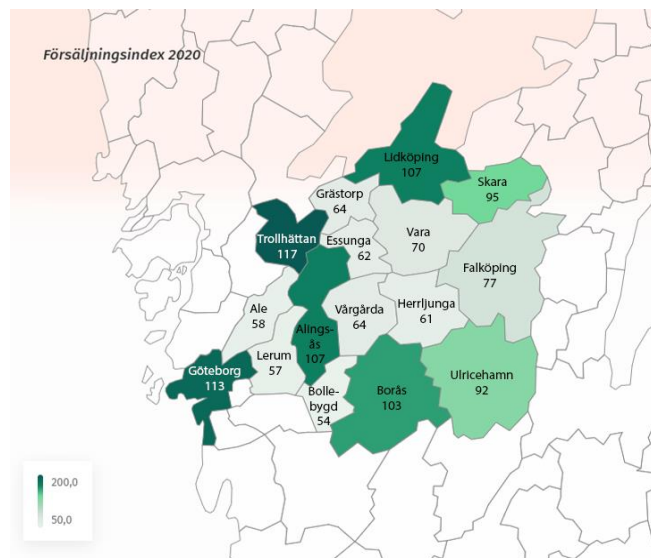 Försäljningsindex 2020
Lidköping
107
Skara
95
Grästorp
64
Trollhättan
117
Essunga
62
Vara
70
Falköping
77
Ale
58
Alings-
ås
107
Vårgårda
64
Herrljunga
61
Göteborg
113
Lerum
57
Bolle-
bygd
54
Borås
103
Ulricehamn
92
200,0
50,0